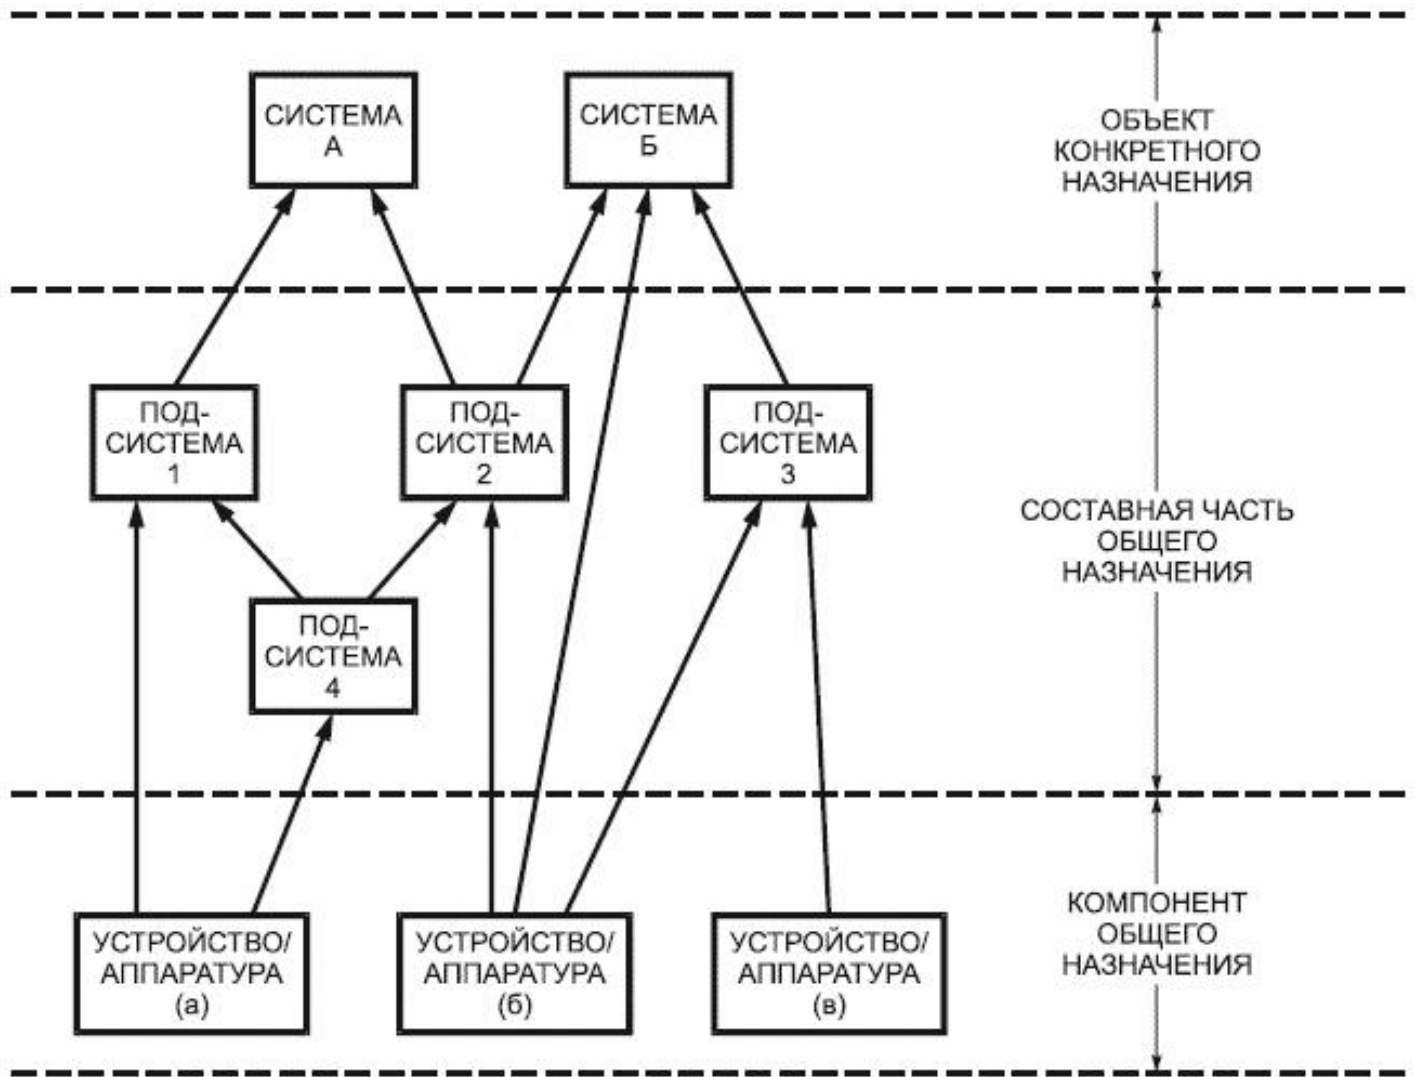 СИСТЕМА
А
СИСТЕМА
Б
ОБЪЕКТ
КОНКРЕТНОГО
НАЗНАЧЕНИЯ
ПОД-
СИСТЕМА
1
ПОД-
СИСТЕМА
2
ПОД-
СИСТЕМА
3
СОСТАВНАЯ ЧАСТЬ
ОБЩЕГО
НАЗНАЧЕНИЯ
ПОД-
СИСТЕМА
4
УСТРОЙСТВО/
АППАРАТУРА
(а)
УСТРОЙСТВО/
АППАРАТУРА
(б)
УСТРОЙСТВО/
АППАРАТУРА
(в)
КОМПОНЕНТ
ОБЩЕГО
НАЗНАЧЕНИЯ